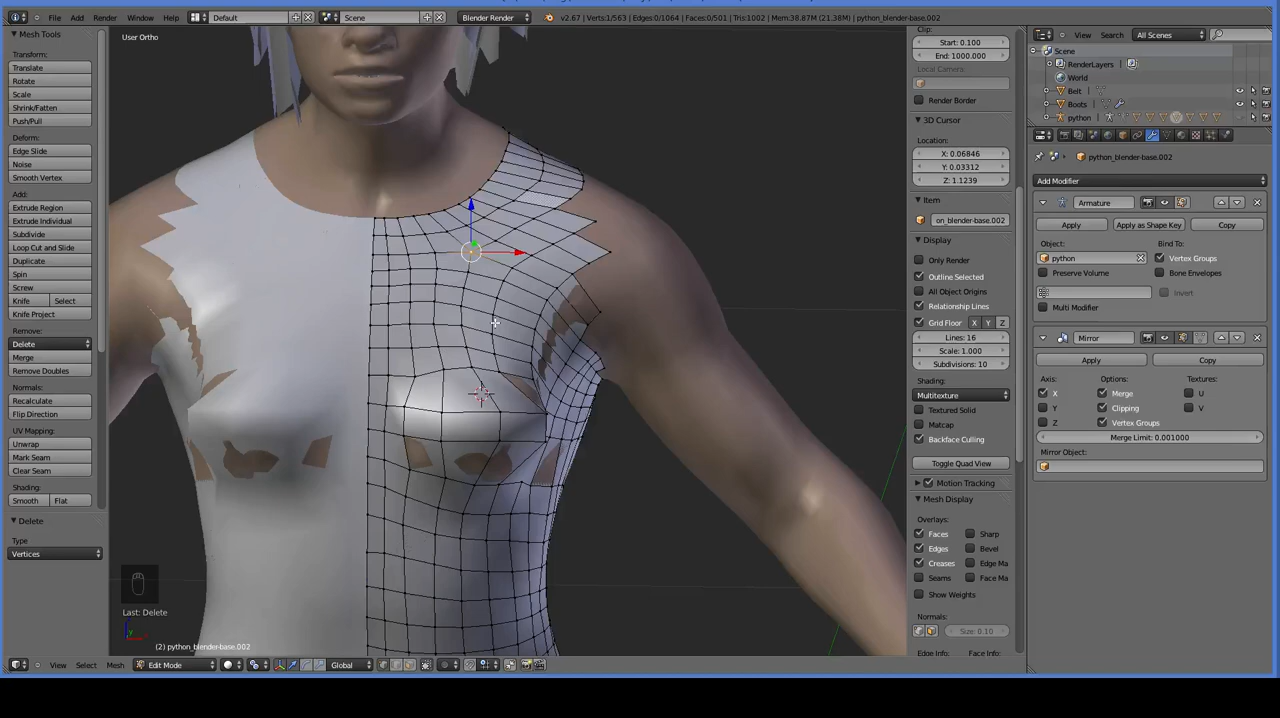 File Add Render Window Help Default Scene Blender Render v2.67 | Verts:1/563 | Edges:0/1064 | Faces:0/501 | Tris:1002 | Mem:38.87M (21.38M) | python_blender-base.002
Mesh Tools
Transform:
Translate
Rotate
Scale
Shrink/Fatten
Push/Pull
Deform:
Edge Slide
Noise
Smooth Vertex
Add:
Extrude Region
Extrude Individual
Subdivide
Loop Cut and Slide
Duplicate
Spin
Screw
Knife Select
Knife Project
Remove:
Delete
Merge
Remove Doubles
Normals:
Recalculate
Flip Direction
UV Mapping:
Unwrap
Mark Seam
Clear Seam
Shading:
Smooth Flat
Delete
Type
Vertices
User Ortho
Last: Delete
(2) python_blender-base.002
View Select Mesh Edit Mode Global
Clip:
Start: 0.100
End: 1000.000
Local Camera:
Render Border
3D Cursor
Location:
X: 0.06846
Y: 0.03312
Z: 1.1239
Item
on_blender-base.002
Display
Only Render
Outline Selected
All Object Origins
Relationship Lines
Grid Floor X Y Z
Lines: 16
Scale: 1.000
Subdivisions: 10
Shading:
Multitexture
Textured Solid
Matcap
Backface Culling
Toggle Quad View
Motion Tracking
Mesh Display
Overlays:
Faces Sharp
Edges Bevel
Creases Edge Ma
Seams Face Ma
Show Weights
Normals:
Size: 0.10
Edge Info: Face Info:
View Search All Scenes
Scene
RenderLayers
World
Belt
Boots
python
python_blender-base.002
Add Modifier
Armature
Apply Apply as Shape Key Copy
Object: Bind To:
python Vertex Groups
Preserve Volume Bone Envelopes
Invert
Multi Modifier
Mirror
Apply Copy
Axis: Options: Textures:
X Merge U
Y Clipping V
Z Vertex Groups
Merge Limit: 0.001000
Mirror Object: